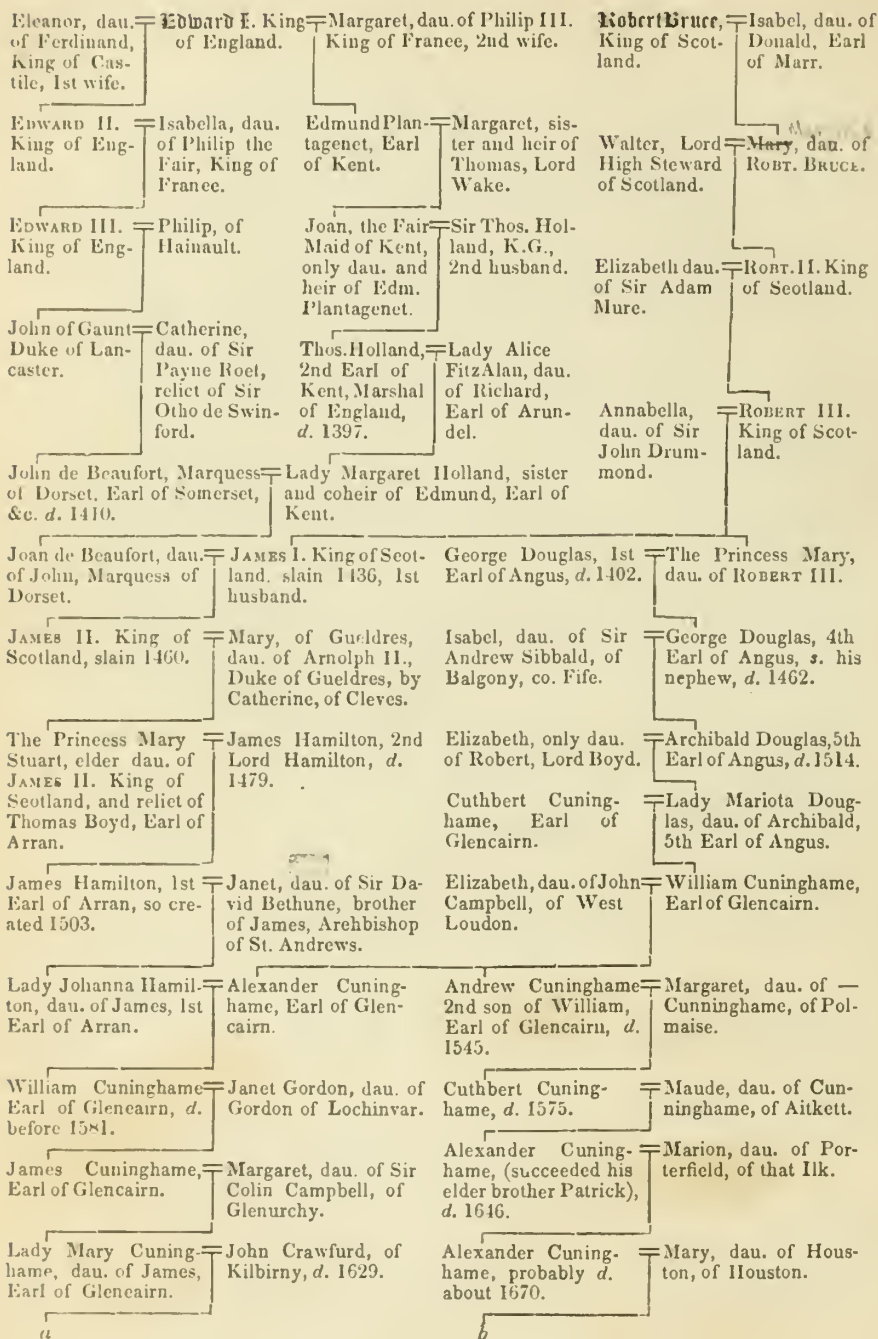 Eleanor, dau. of Ferdinand, King of Castile, 1st wife.
Edward I. King of England.
Margaret, dau. of Philip III. King of France, 2nd wife.
Robert Bruce, King of Scotland.
Isabel, dau. of Donald, Earl of Marr.
EDWARD II. King of England.
Isabella, dau. of Philip the Fair, King of France.
Edmund Plantagenet, Earl of Kent.
Margaret, sister and heir of Thomas, Lord Wake.
Walter, Lord High Steward of Scotland.
Mary, dau. of ROBT. BRUCE.
EDWARD III. King of England.
Philip, of Hainault.
Joan, the Fair Maid of Kent, only dau. and heir of Edm. Plantagenet.
Sir Thos. Holland, K.G., 2nd husband.
Elizabeth dau. of Sir Adam Mure.
ROBT. II. King of Scotland.
John of Gaunt Duke of Lancaster.
Catherine, dau. of Sir Payne Roet, relict of Sir Otho de Swinford.
Thos. Holland, 2nd Earl of Kent, Marshal of England, d. 1397.
Lady Alice FitzAlan, dau. of Richard, Earl of Arundel.
Annabella, dau. of Sir John Drummond.
ROBERT III. King of Scotland.
John de Beaufort, Marquess of Dorset, Earl of Somerset, &c. d. 1410.
Lady Margaret Holland, sister and coheir of Edmund, Earl of Kent.
Joan de Beaufort, dau. of John, Marquess of Dorset.
JAMES I. King of Scotland. slain 1436, 1st husband.
George Douglas, 1st Earl of Angus, d. 1402.
The Princess Mary, dau. of ROBERT III.
JAMES II. King of Scotland, slain 1460.
Mary, of Gueldres, dau. of Arnolph II., Duke of Gueldres, by Catherine, of Cleves.
Isabel, dau. of Sir Andrew Sibbald, of Balgony, co. Fife.
George Douglas, 4th Earl of Angus, s. his nephew, d. 1462.
The Princess Mary Stuart, elder dau. of JAMES II. King of Scotland, and relict of Thomas Boyd, Earl of Arran.
James Hamilton, 2nd Lord Hamilton, d. 1479.
Elizabeth, only dau. of Robert, Lord Boyd.
Archibald Douglas, 5th Earl of Angus, d. 1514.
Cuthbert Cuninghame, Earl of Glencairn.
Lady Mariota Douglas, dau. of Archibald, 5th Earl of Angus.
James Hamilton, 1st Earl of Arran, so created 1503.
Janet, dau. of Sir David Bethune, brother of James, Archbishop of St. Andrews.
Elizabeth, dau. of John Campbell, of West Loudon.
William Cuninghame, Earl of Glencairn.
Lady Johanna Hamilton, dau. of James, 1st Earl of Arran.
Alexander Cuninghame, Earl of Glencairn.
Andrew Cuninghame 2nd son of William, Earl of Glencairn, d. 1545.
Margaret, dau. of — Cunninghame, of Polmaise.
William Cuninghame Earl of Glencairn, d. before 1581.
Janet Gordon, dau. of Gordon of Lochinvar.
Cuthbert Cuninghame, d. 1575.
Maude, dau. of Cunninghame, of Aitkett.
James Cuninghame, Earl of Glencairn.
Margaret, dau. of Sir Colin Campbell, of Glenurchy.
Alexander Cuninghame, (succeeded his elder brother Patrick), d. 1646.
Marion, dau. of Porterfield, of that Ilk.
Lady Mary Cuninghame, dau. of James, Earl of Glencairn.
John Crawfurd, of Kilbirny, d. 1629.
Alexander Cuninghame, probably d. about 1670.
Mary, dau. of Houston, of Houston.
a
b